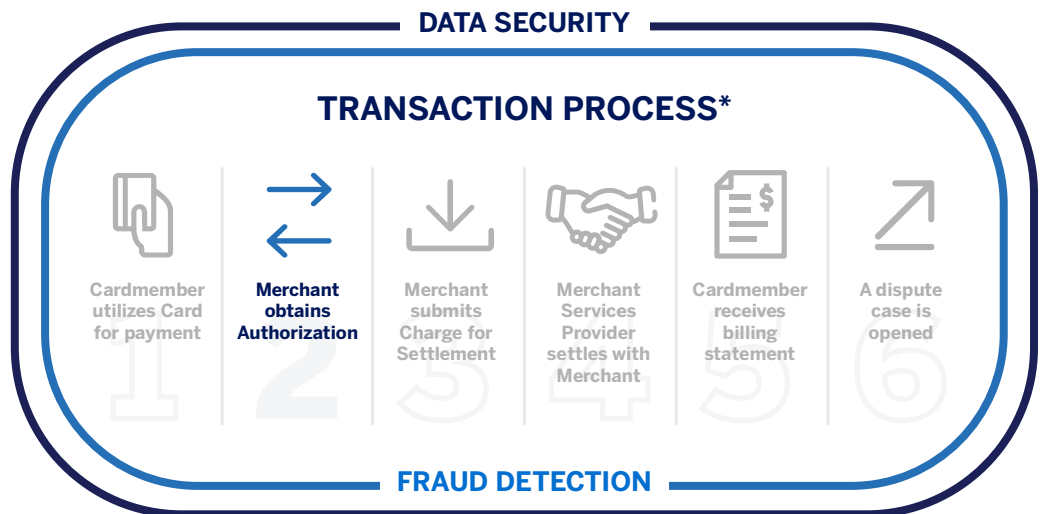 DATA SECURITY
TRANSACTION PROCESS*
$
Cardmember
utilizes Card
for payment
1
Merchant
obtains
Authorization
2
Merchant
submits
Charge for
Settlement
3
Merchant
Services
Provider
settles with
Merchant
4
Cardmember
receives
billing
statement
5
A dispute
case is
opened
6
FRAUD DETECTION